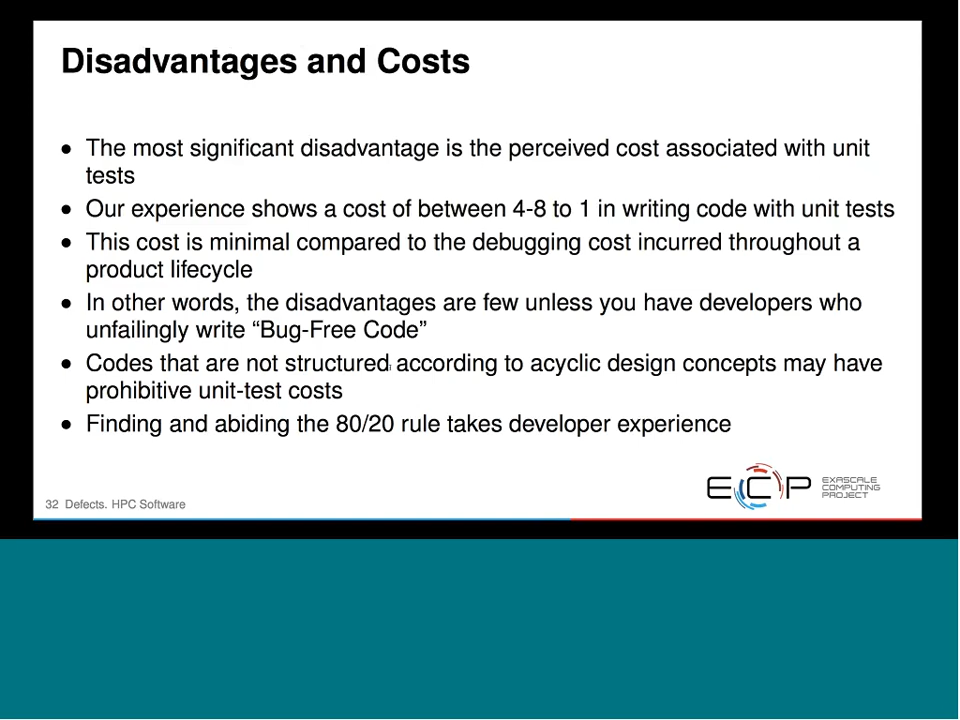 Disadvantages and Costs
● The most significant disadvantage is the perceived cost associated with unit
tests
● Our experience shows a cost of between 4-8 to 1 in writing code with unit tests
● This cost is minimal compared to the debugging cost incurred throughout a
product lifecycle
● In other words, the disadvantages are few unless you have developers who
unfailingly write “Bug-Free Code”
● Codes that are not structured according to acyclic design concepts may have
prohibitive unit-test costs
● Finding and abiding the 80/20 rule takes developer experience
ECP
EXASCALE
COMPUTING
PROJECT
32 Defects. HPC Software